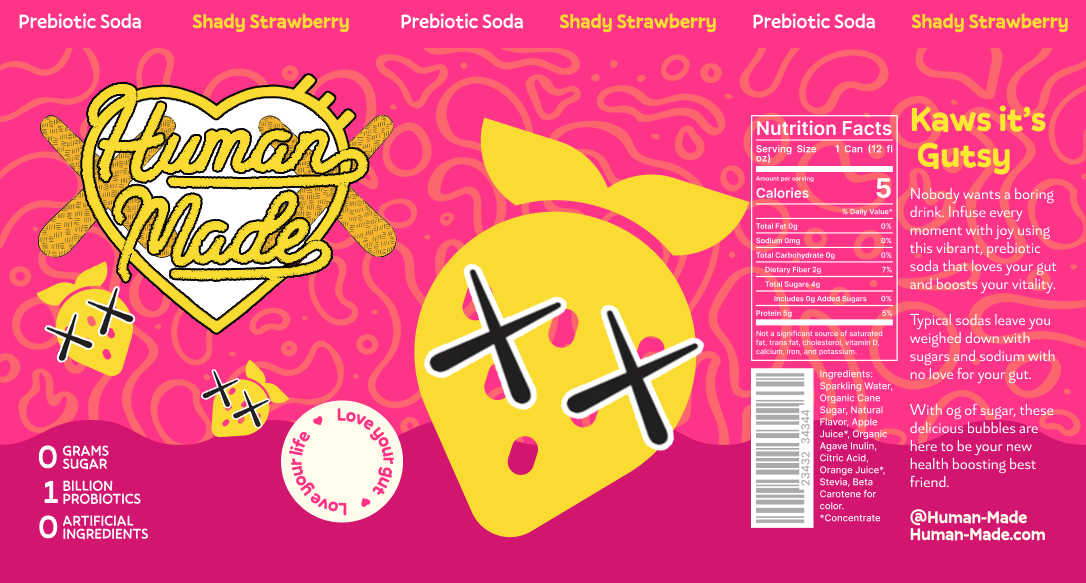 Prebiotic Soda Shady Strawberry Prebiotic Soda Shady Strawberry Prebiotic Soda Shady Strawberry
Human
Made
0 GRAMS
SUGAR
1 BILLION
PROBIOTICS
0 ARTIFICIAL
INGREDIENTS
Love your gut
Love your life
Nutrition Facts
Serving Size 1 Can (12 fl
oz)
Amount per serving
Calories 5
% Daily Value*
Total Fat 0g 0%
Sodium 0mg 0%
Total Carbohydrate 0g 0%
Dietary Fiber 2g 7%
Total Sugars 4g
Includes 0g Added Sugars 0%
Protein 5g 5%
Not a significant source of saturated
fat, trans fat, cholesterol, vitamin D,
calcium, iron, and potassium.
23432 34344
Ingredients:
Sparkling Water,
Organic Cane
Sugar, Natural
Flavor, Apple
Juice*, Organic
Agave Inulin,
Citric Acid,
Orange Juice*,
Stevia, Beta
Carotene for
color.
*Concentrate
Kaws it's
Gutsy
Nobody wants a boring
drink. Infuse every
moment with joy using
this vibrant, prebiotic
soda that loves your gut
and boosts your vitality.
Typical sodas leave you
weighed down with
sugars and sodium with
no love for your gut.
With og of sugar, these
delicious bubbles are
here to be your new
health boosting best
friend.
@Human-Made
Human-Made.com